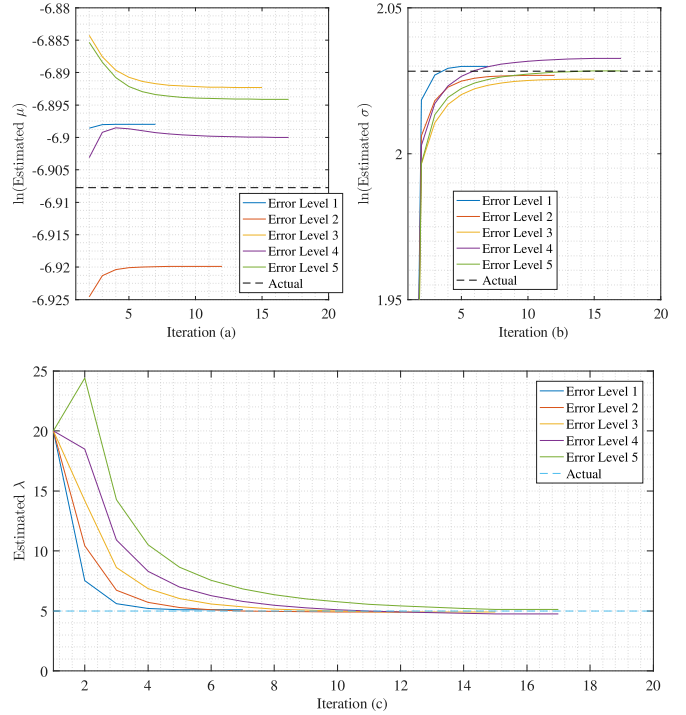 -6.88
-6.885
-6.89
-6.895
-6.9
-6.905
-6.91
-6.915
-6.92
-6.925
ln(Estimated μ)
5
10
15
20
Iteration (a)
Error Level 1
Error Level 2
Error Level 3
Error Level 4
Error Level 5
Actual
2.05
2
1.95
ln(Estimated σ)
5
10
15
20
Iteration (b)
Error Level 1
Error Level 2
Error Level 3
Error Level 4
Error Level 5
Actual
25
20
15
10
5
0
Estimated λ
2
4
6
8
10
12
14
16
18
20
Iteration (c)
Error Level 1
Error Level 2
Error Level 3
Error Level 4
Error Level 5
Actual